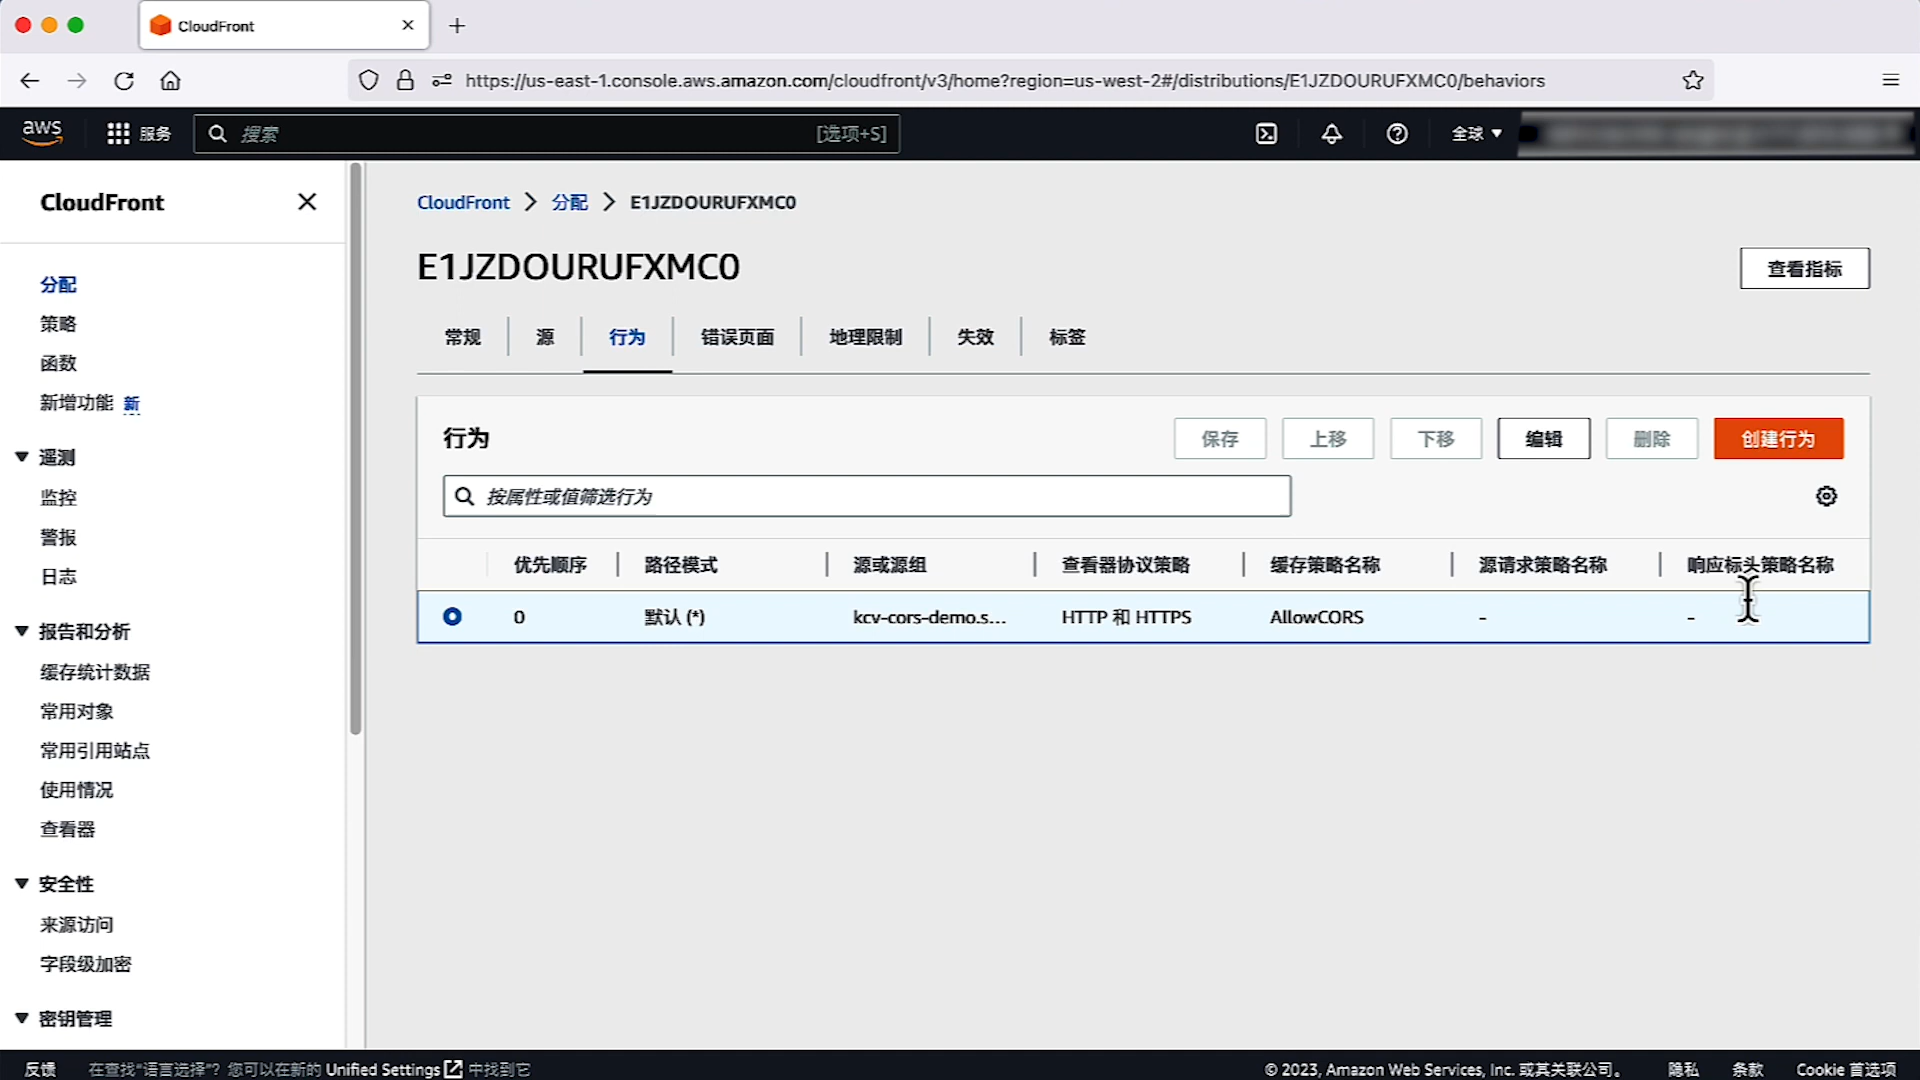 CloudFront
https://us-east-1.console.aws.amazon.com/cloudfront/v3/home?region=us-west-2#/distributions/E1JZDOURUFXMC0/behaviors
aws 服务 搜索 [选项+S] 全球
CloudFront
分配
策略
函数
新增功能 新
遥测
监控
警报
日志
报告和分析
缓存统计数据
常用对象
常用引用站点
使用情况
查看器
安全性
来源访问
字段级加密
密钥管理
CloudFront 分配 E1JZDOURUFXMC0
E1JZDOURUFXMC0
查看指标
常规 源 行为 错误页面 地理限制 失效 标签
行为
保存 上移 下移 编辑 删除 创建行为
按属性或值筛选行为
优先顺序 路径模式 源或源组 查看器协议策略 缓存策略名称 源请求策略名称 响应标头策略名称
0 默认 (*) kcv-cors-demo.s... HTTP 和 HTTPS AllowCORS - -
反馈 在查找“语言选择”？您可以在新的 Unified Settings 中找到它 © 2023, Amazon Web Services, Inc. 或其关联公司。 隐私 条款 Cookie 首选项